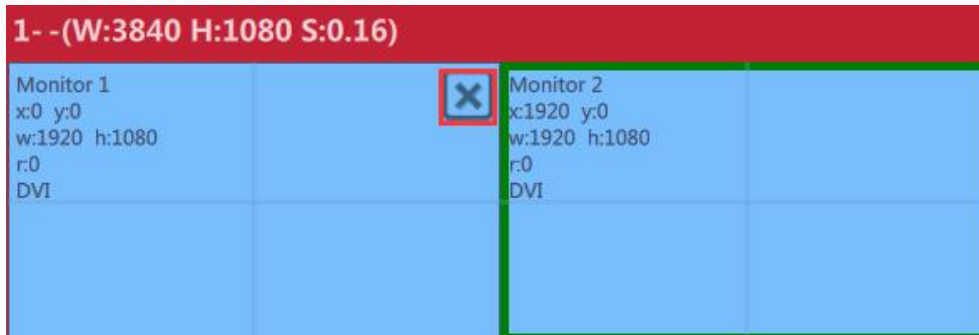 1- -(W:3840 H:1080 S:0.16)
Monitor 1
x:0 y:0
w:1920 h:1080
r:0
DVI
Monitor 2
x:1920 y:0
w:1920 h:1080
r:0
DVI